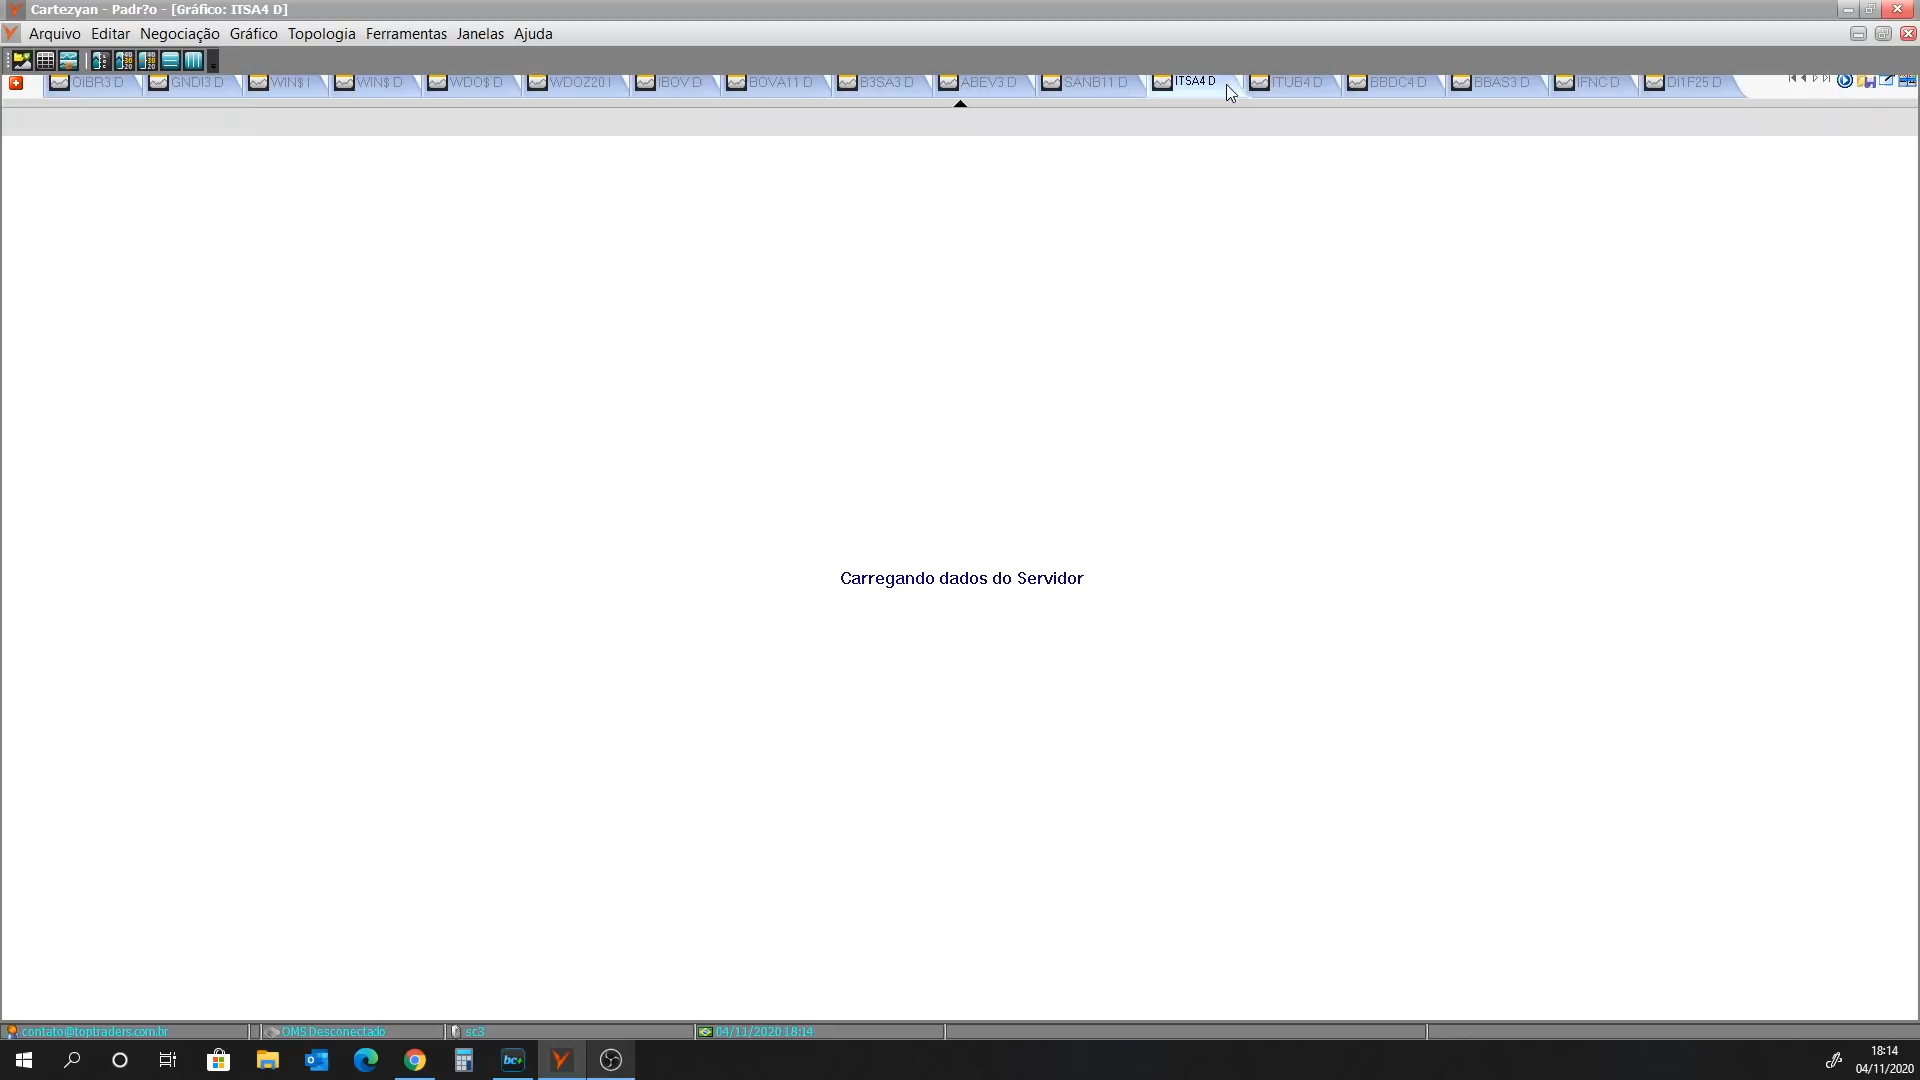 Cartezyan - Padr?o - [Gráfico: ITSA4 D]
Arquivo Editar Negociação Gráfico Topologia Ferramentas Janelas Ajuda
OIBR3 D GNDI3 D WIN$ I WIN$ D WDO$ D WDOZ20 I IBOV D BOVA11 D B3SA3 D ABEV3 D SANB11 D ITSA4 D ITUB4 D BBDC4 D BBAS3 D IFNC D DI1F25 D
Carregando dados do Servidor
contato@toptraders.com.br OMS Desconectado sc3 04/11/2020 18:14
bc+
18:14
04/11/2020